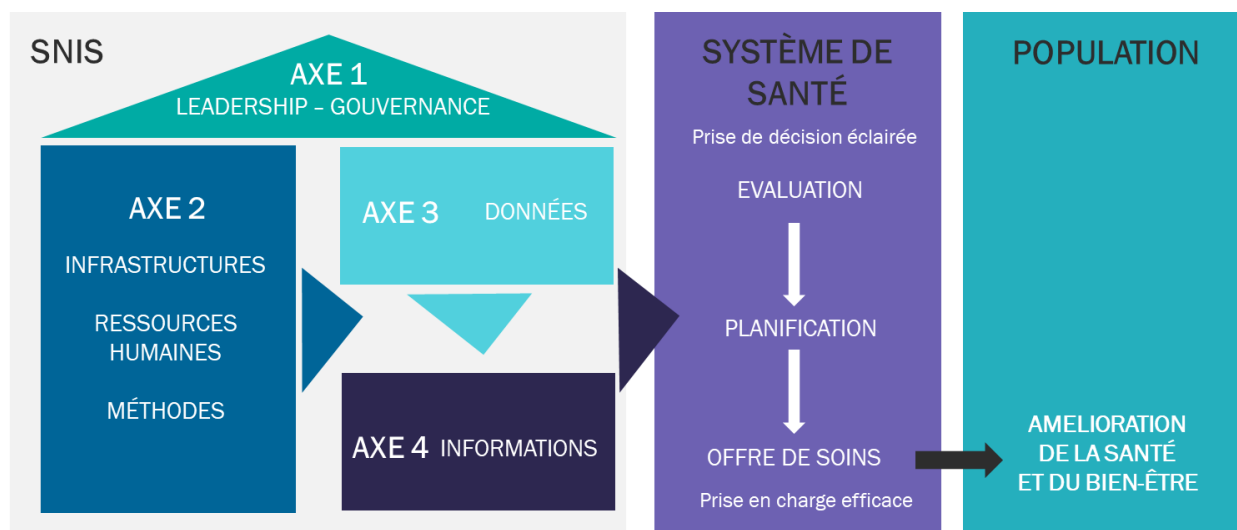 SNIS
AXE 1
LEADERSHIP – GOUVERNANCE
AXE 2
INFRASTRUCTURES
RESSOURCES
HUMAINES
MÉTHODES
AXE 3 DONNÉES
AXE 4 INFORMATIONS
SYSTÈME DE
SANTÉ
Prise de décision éclairée
EVALUATION
PLANIFICATION
OFFRE DE SOINS
Prise en charge efficace
POPULATION
AMELIORATION
DE LA SANTÉ
ET DU BIEN-ÊTRE